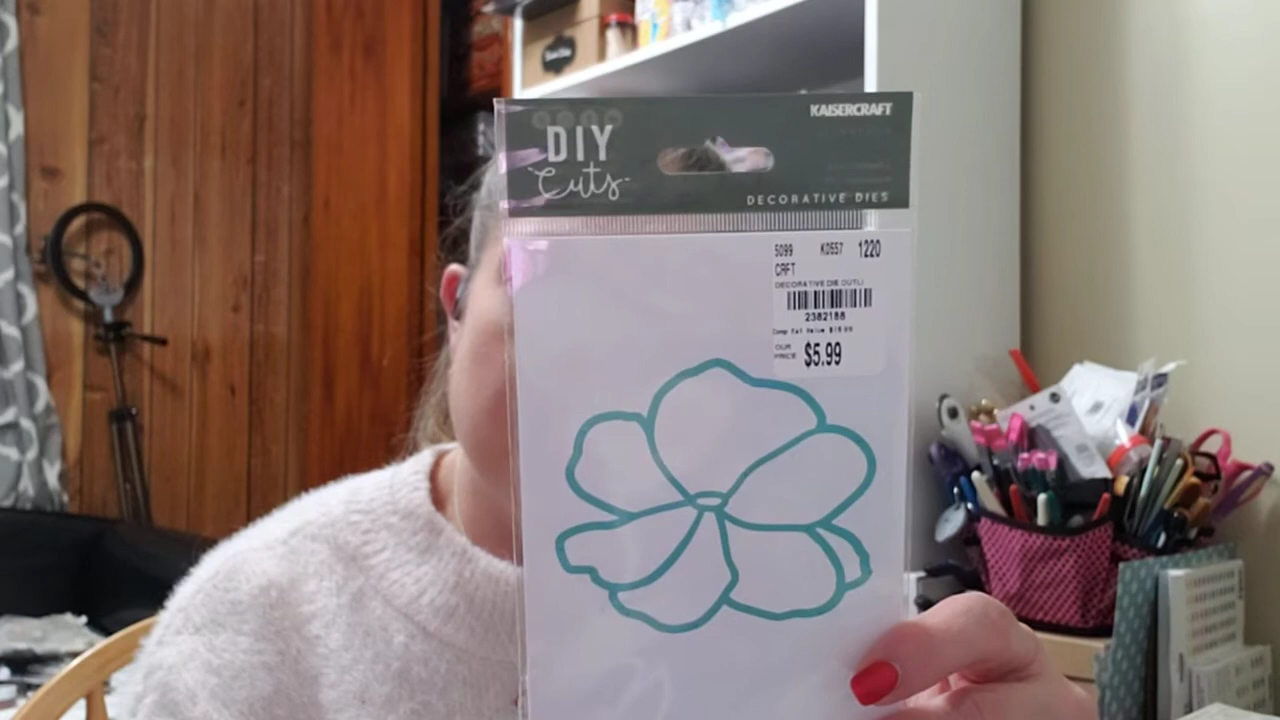 KAISERCRAFT
DIY
Cuts
DECORATIVE DIES
5099 K0557 1220
CRFT
DECORATIVE DIE OUTLI
2382188
OUR
PRICE $5.99